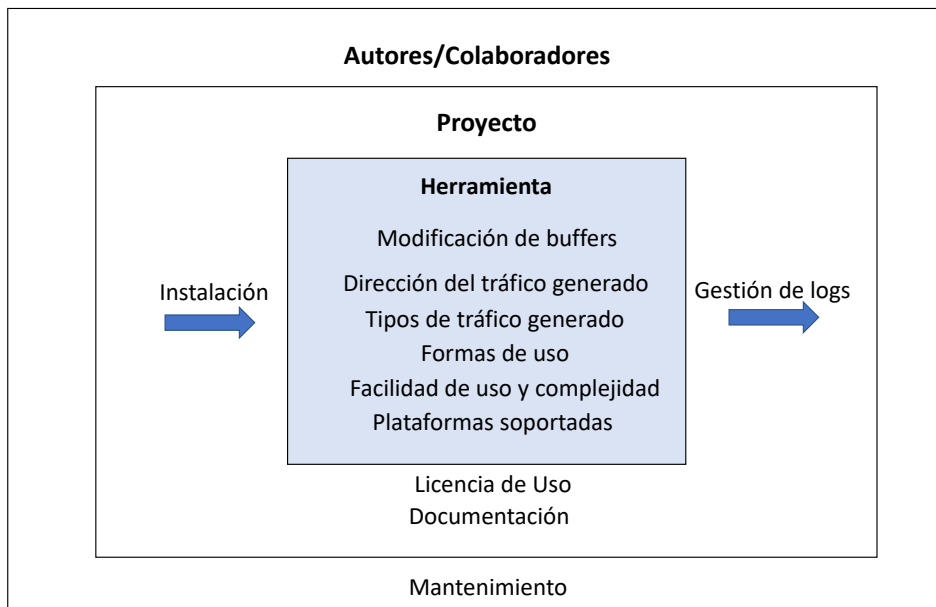 Autores/Colaboradores
Proyecto
Herramienta
Modificación de buffers
Dirección del tráfico generado
Instalación
Gestión de logs
Tipos de tráfico generado
Formas de uso
Facilidad de uso y complejidad
Plataformas soportadas
Licencia de Uso
Documentación
Mantenimiento